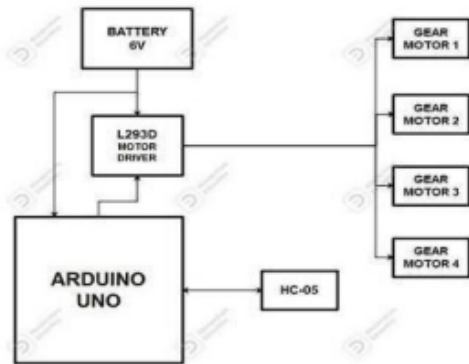 BATTERY
6V
GEAR
MOTOR 1
L293D
MOTOR
DRIVER
GEAR
MOTOR 2
GEAR
MOTOR 3
GEAR
MOTOR 4
ARDUINO
UNO
HC-05